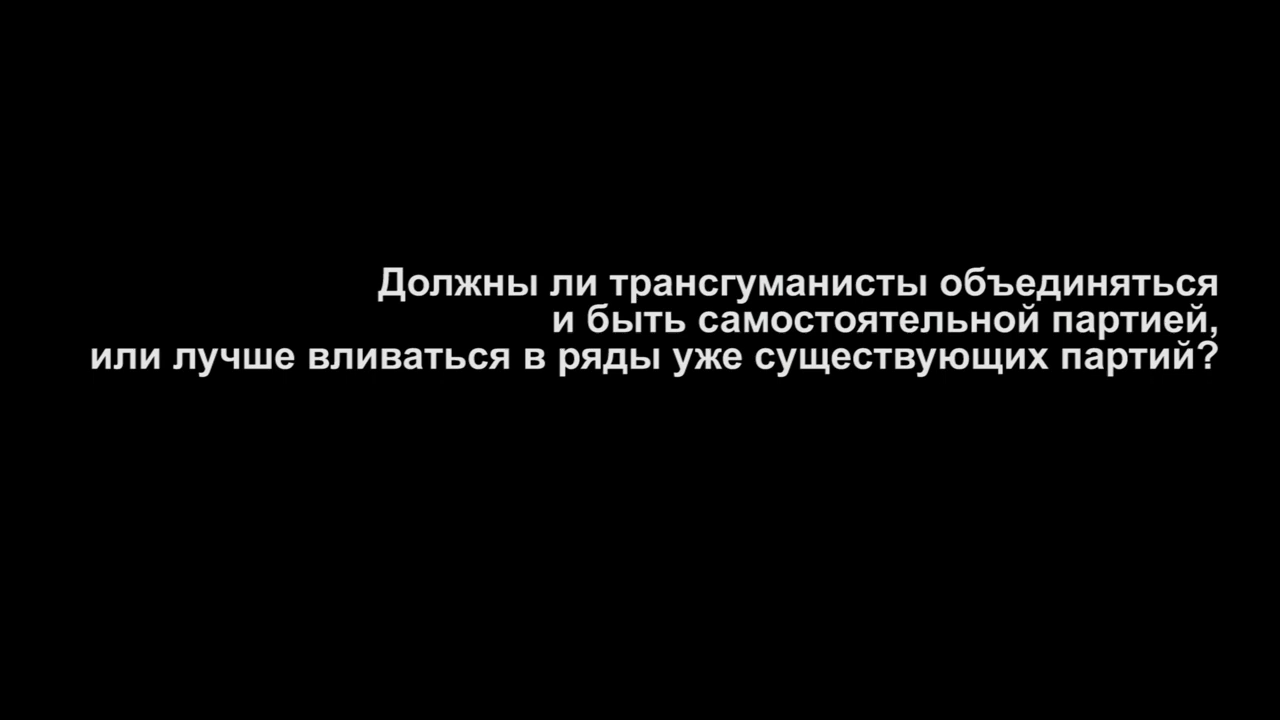 Должны ли трансгуманисты объединяться
и быть самостоятельной партией,
или лучше вливаться в ряды уже существующих партий?